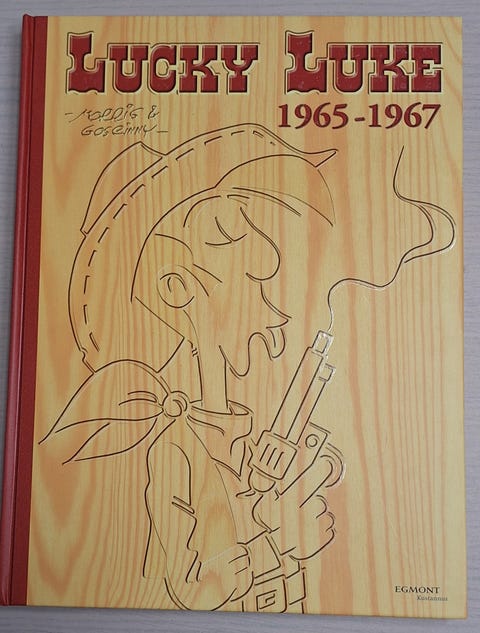 LUCKY LUKE
1965-1967
-MORRIS &
GOSCINNY-
EGMONT
Kustannus